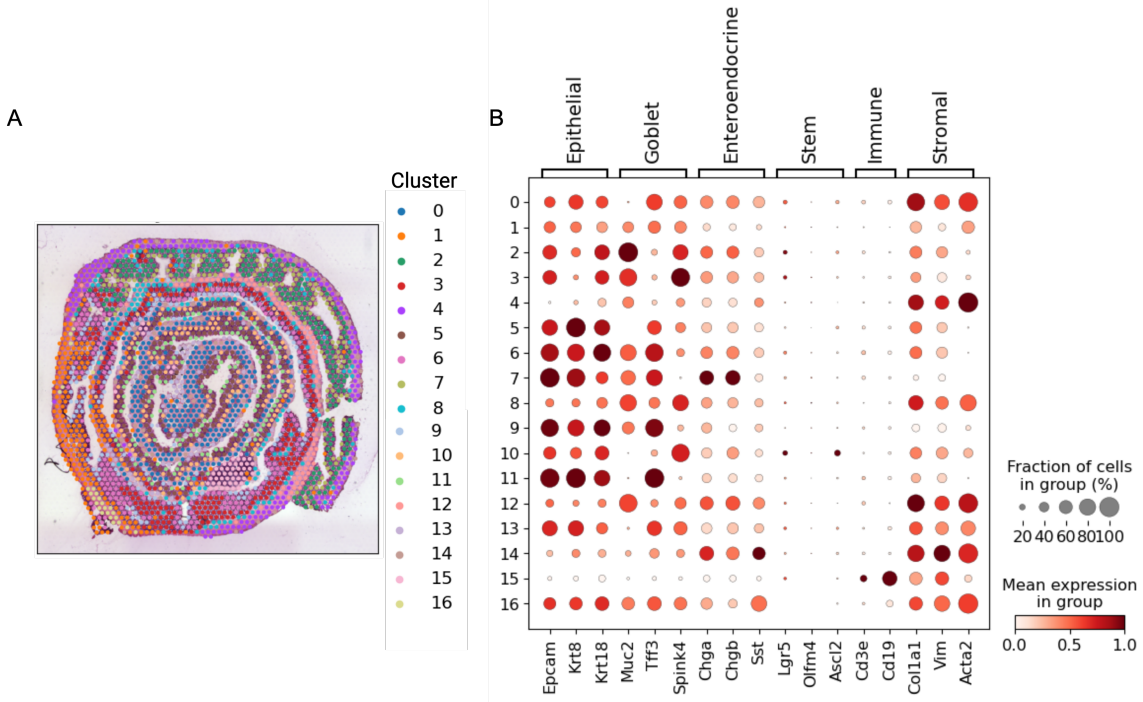 A
Cluster
0
1
2
3
4
5
6
7
8
9
10
11
12
13
14
15
16
B
Epithelial
Goblet
Enteroendocrine
Stem
Immune
Stromal
0
1
2
3
4
5
6
7
8
9
10
11
12
13
14
15
16
Epcam
Krt8
Krt18
Muc2
Tff3
Spink4
Chga
Chgb
Sst
Lgr5
Olfm4
Ascl2
Cd3e
Cd19
Col1a1
Vim
Acta2
Fraction of cells
in group (%)
20 40 60 80100
Mean expression
in group
0.0 0.5 1.0